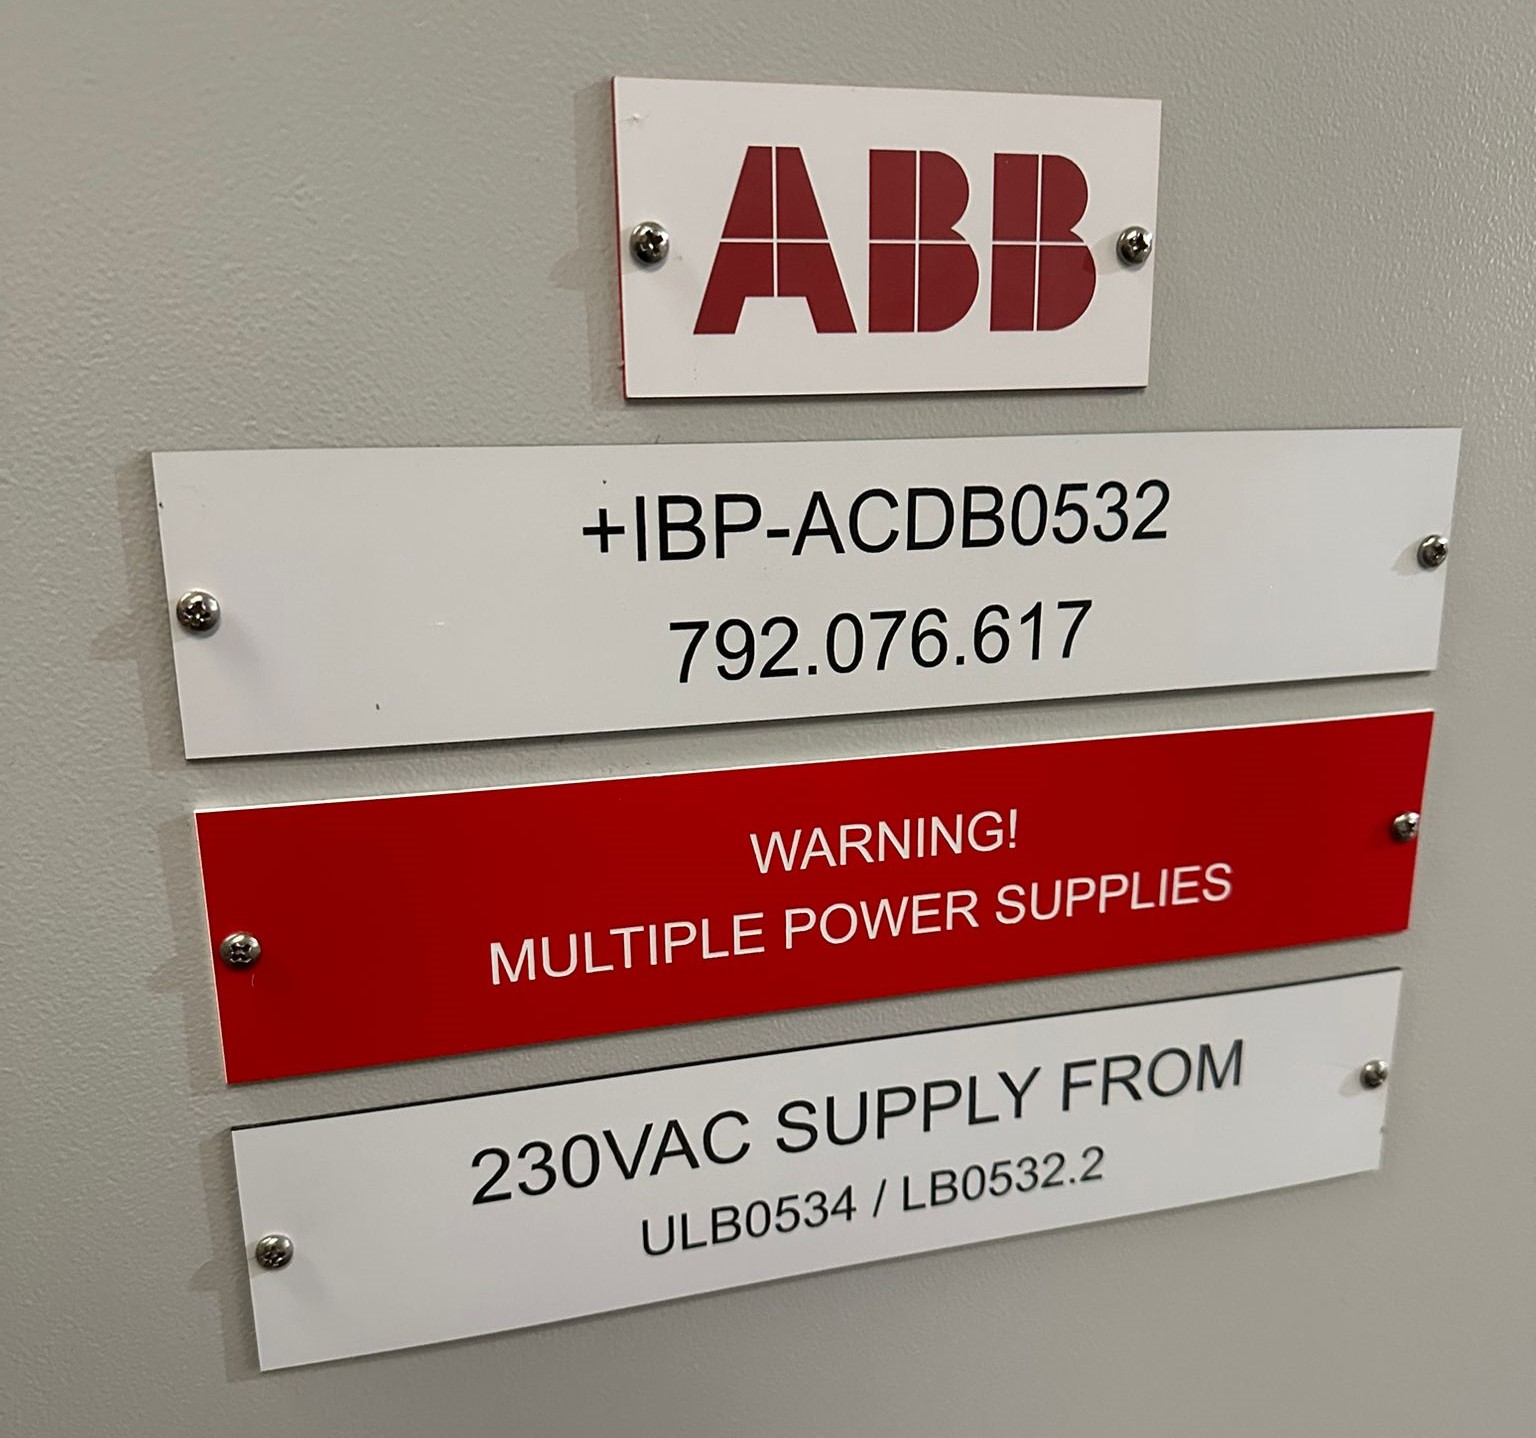 ABB
+IBP-ACDB0532
792.076.617
WARNING!
MULTIPLE POWER SUPPLIES
230VAC SUPPLY FROM
ULB0534 / LB0532.2